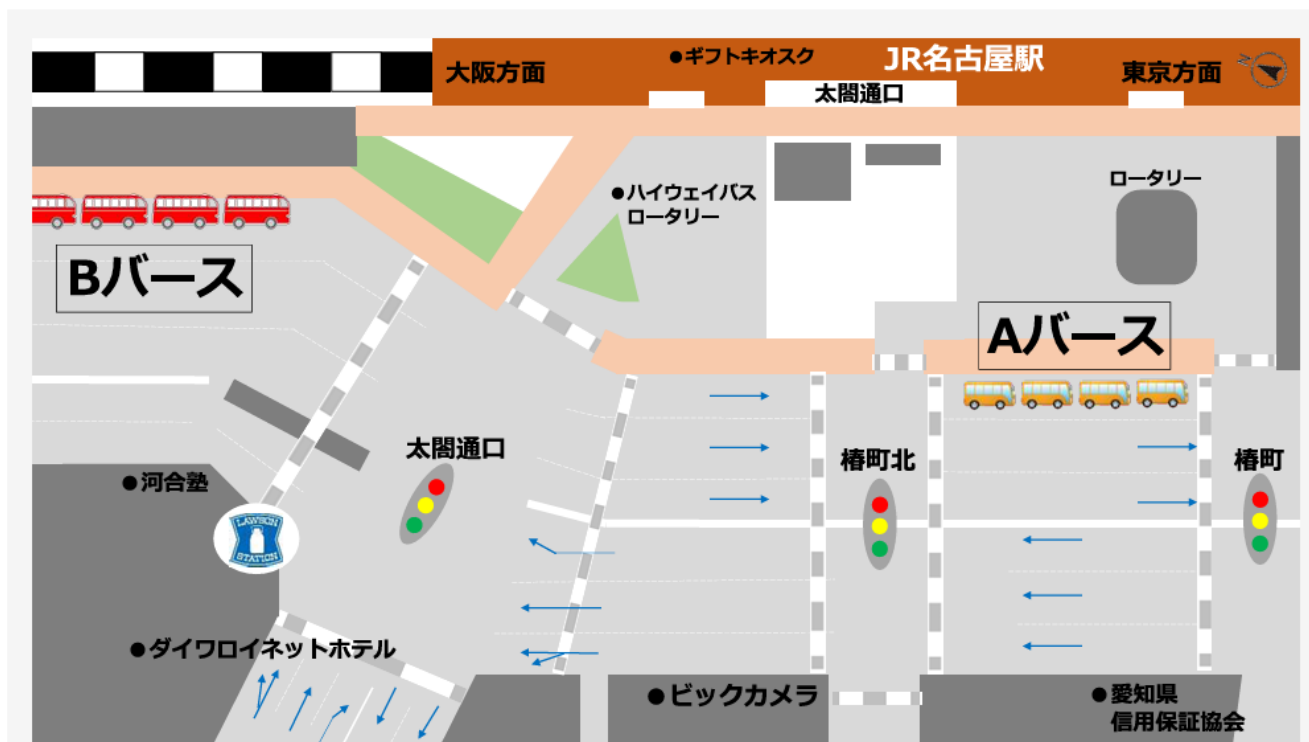 大阪方面
●ギフトキオスク
JR名古屋駅
太閤通口
東京方面
N
●ハイウェイバス
ロータリー
ロータリー
Bバース
Aバース
●河合塾
太閤通口
椿町北
椿町
LAWSON
STATION
●ダイワロイネットホテル
●ビックカメラ
●愛知県
信用保証協会